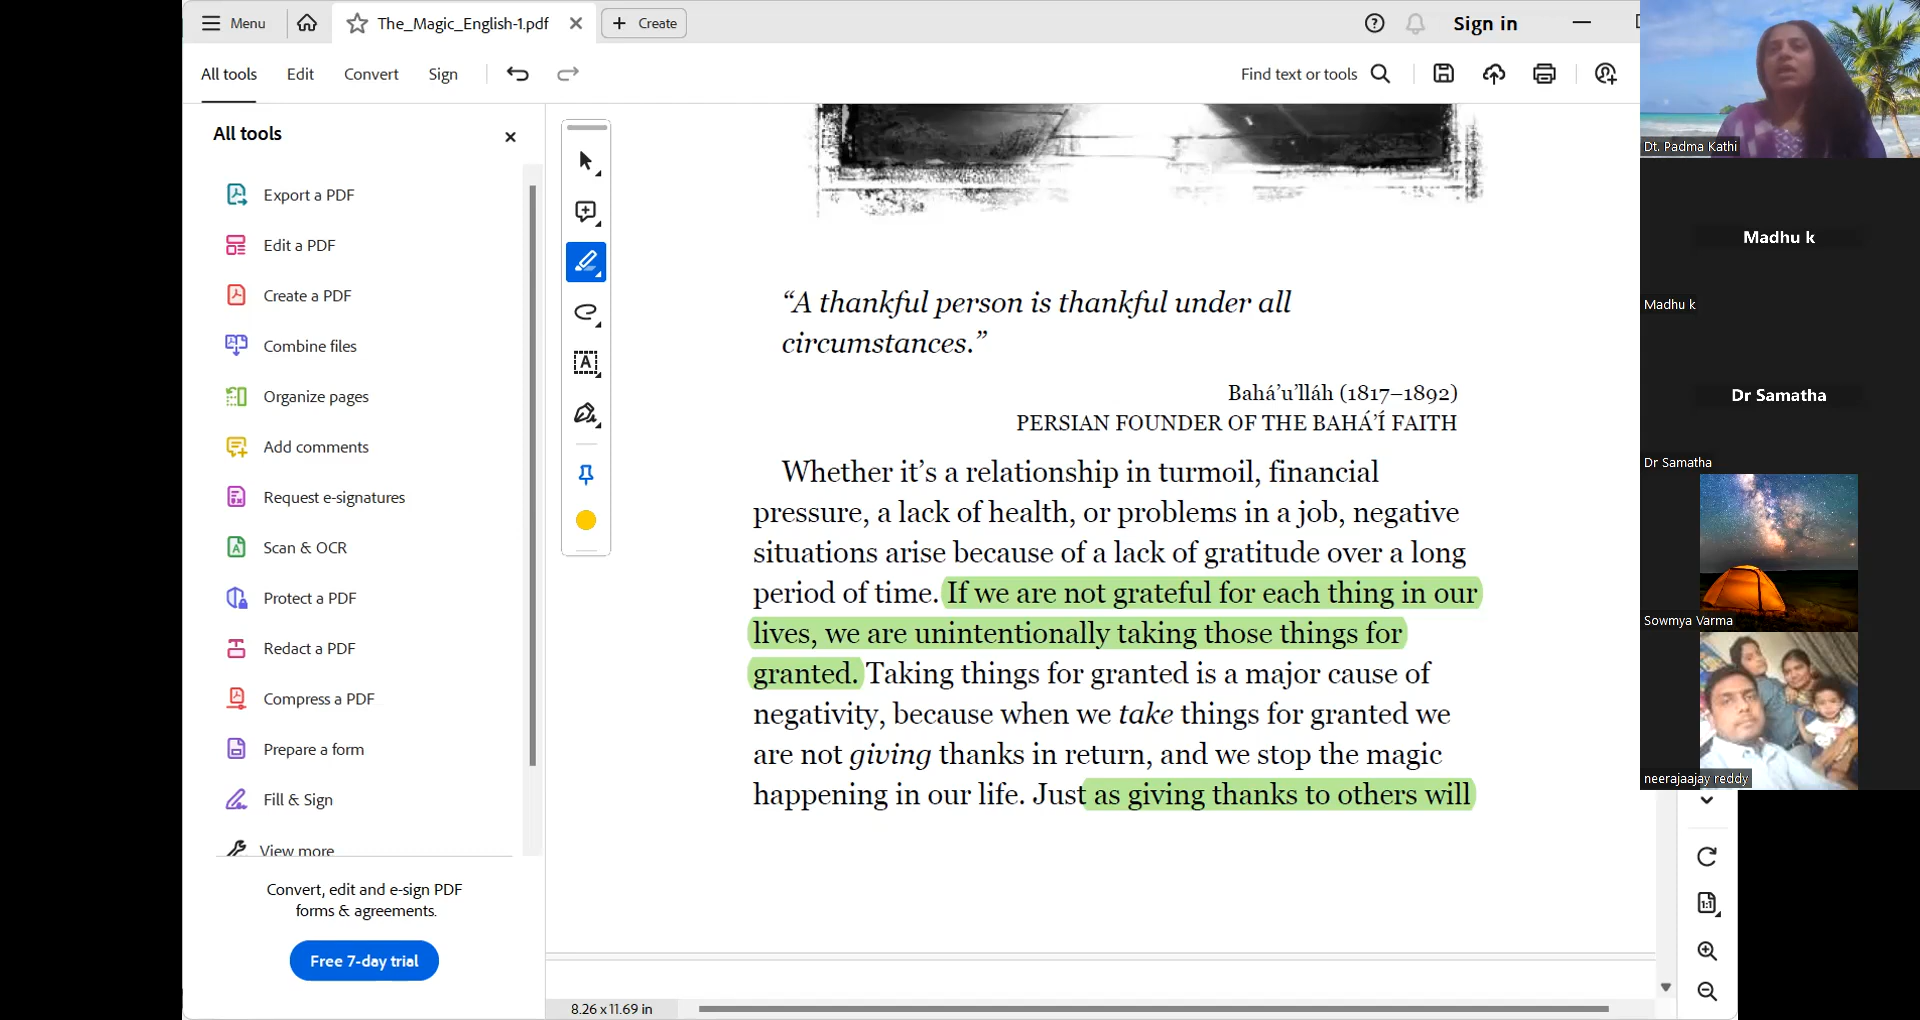 Menu
The_Magic_English-1.pdf
Create
Sign in
All tools
Edit
Convert
Sign
Find text or tools
All tools
Export a PDF
Edit a PDF
Create a PDF
Combine files
Organize pages
Add comments
Request e-signatures
Scan & OCR
Protect a PDF
Redact a PDF
Compress a PDF
Prepare a form
Fill & Sign
View more
Convert, edit and e-sign PDF
forms & agreements.
Free 7-day trial
“A thankful person is thankful under all
circumstances.”
Bahá’u’lláh (1817–1892)
PERSIAN FOUNDER OF THE BAHÁ’Í FAITH
Whether it’s a relationship in turmoil, financial
pressure, a lack of health, or problems in a job, negative
situations arise because of a lack of gratitude over a long
period of time. If we are not grateful for each thing in our
lives, we are unintentionally taking those things for
granted. Taking things for granted is a major cause of
negativity, because when we take things for granted we
are not giving thanks in return, and we stop the magic
happening in our life. Just as giving thanks to others will
8.26 x 11.69 in
1:1
Dt. Padma Kathi
Madhu k
Madhu k
Dr Samatha
Dr Samatha
Sowmya Varma
neerajaajay reddy